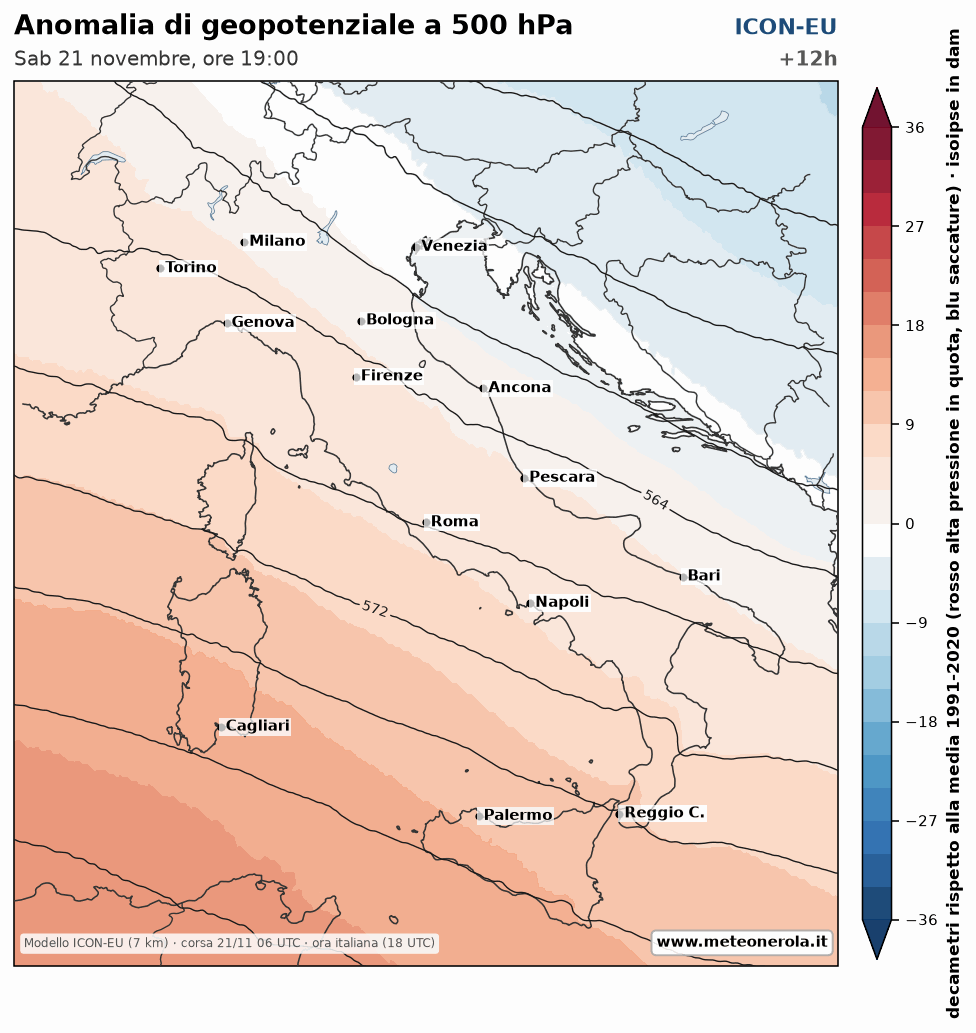 Anomalia di geopotenziale a 500 hPa
ICON-EU
Sab 21 novembre, ore 19:00
+12h
Milano
Venezia
Torino
Genova
Bologna
Firenze
Ancona
Pescara
564
Roma
Bari
Napoli
572
Cagliari
Palermo
Reggio C.
Modello ICON-EU (7 km) · corsa 21/11 06 UTC · ora italiana (18 UTC)
www.meteonerola.it
36
27
18
9
0
−9
−18
−27
−36
decametri rispetto alla media 1991-2020 (rosso alta pressione in quota, blu saccature) · isoipse in dam